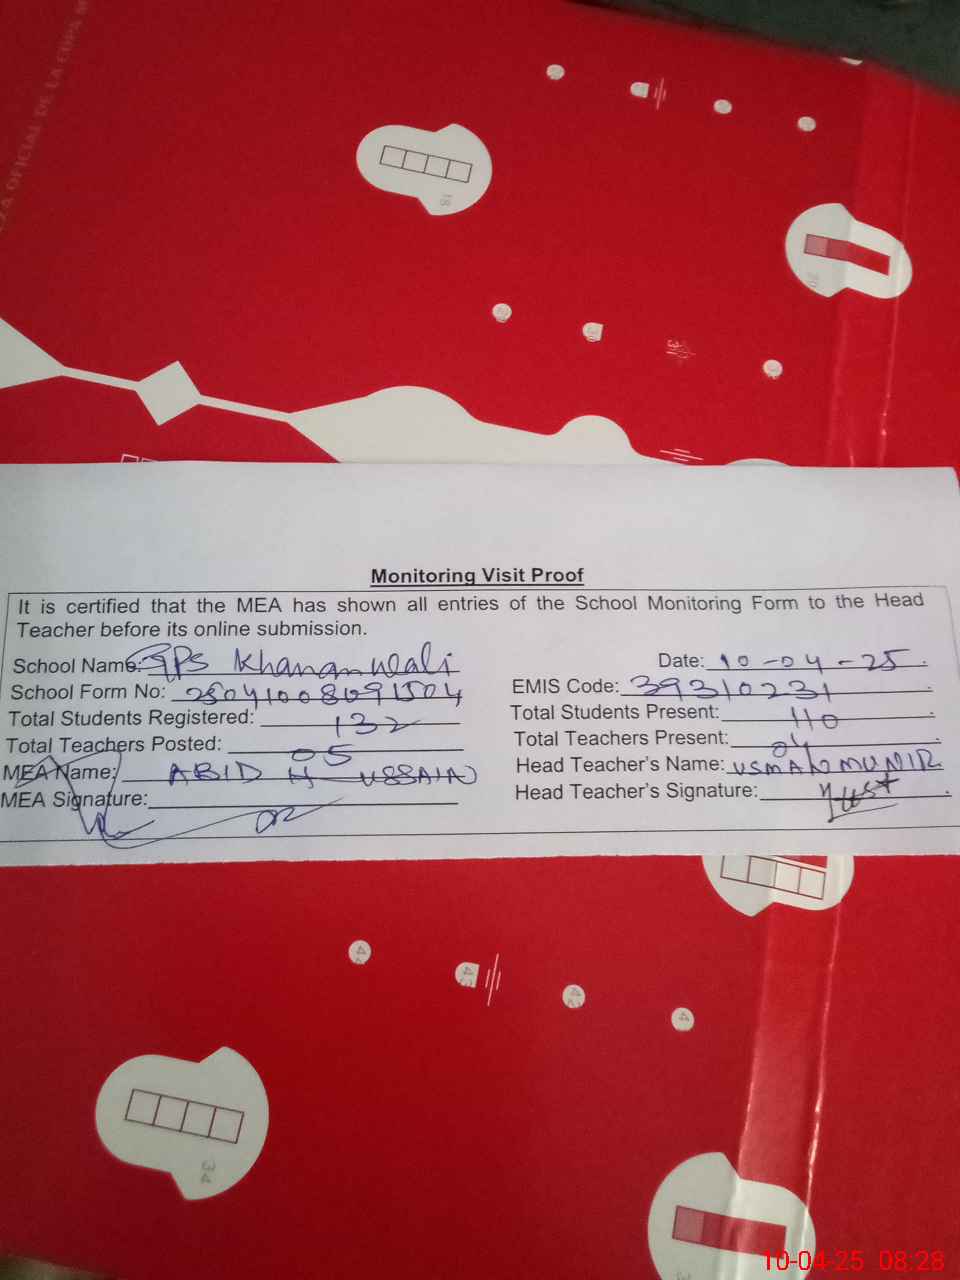 Monitoring Visit Proof
It is certified that the MEA has shown all entries of the School Monitoring Form to the Head
Teacher before its online submission.
School Name: GPS Khananwali Date: 10-04-25
School Form No: EMIS Code: 39310231
Total Students Registered: 132 Total Students Present: 110
Total Teachers Posted: 05 Total Teachers Present: 04
MEA Name: ABID HUSSAIN Head Teacher's Name: USMAN MUNIR
MEA Signature: Head Teacher's Signature:
34
10-04-25 08:28